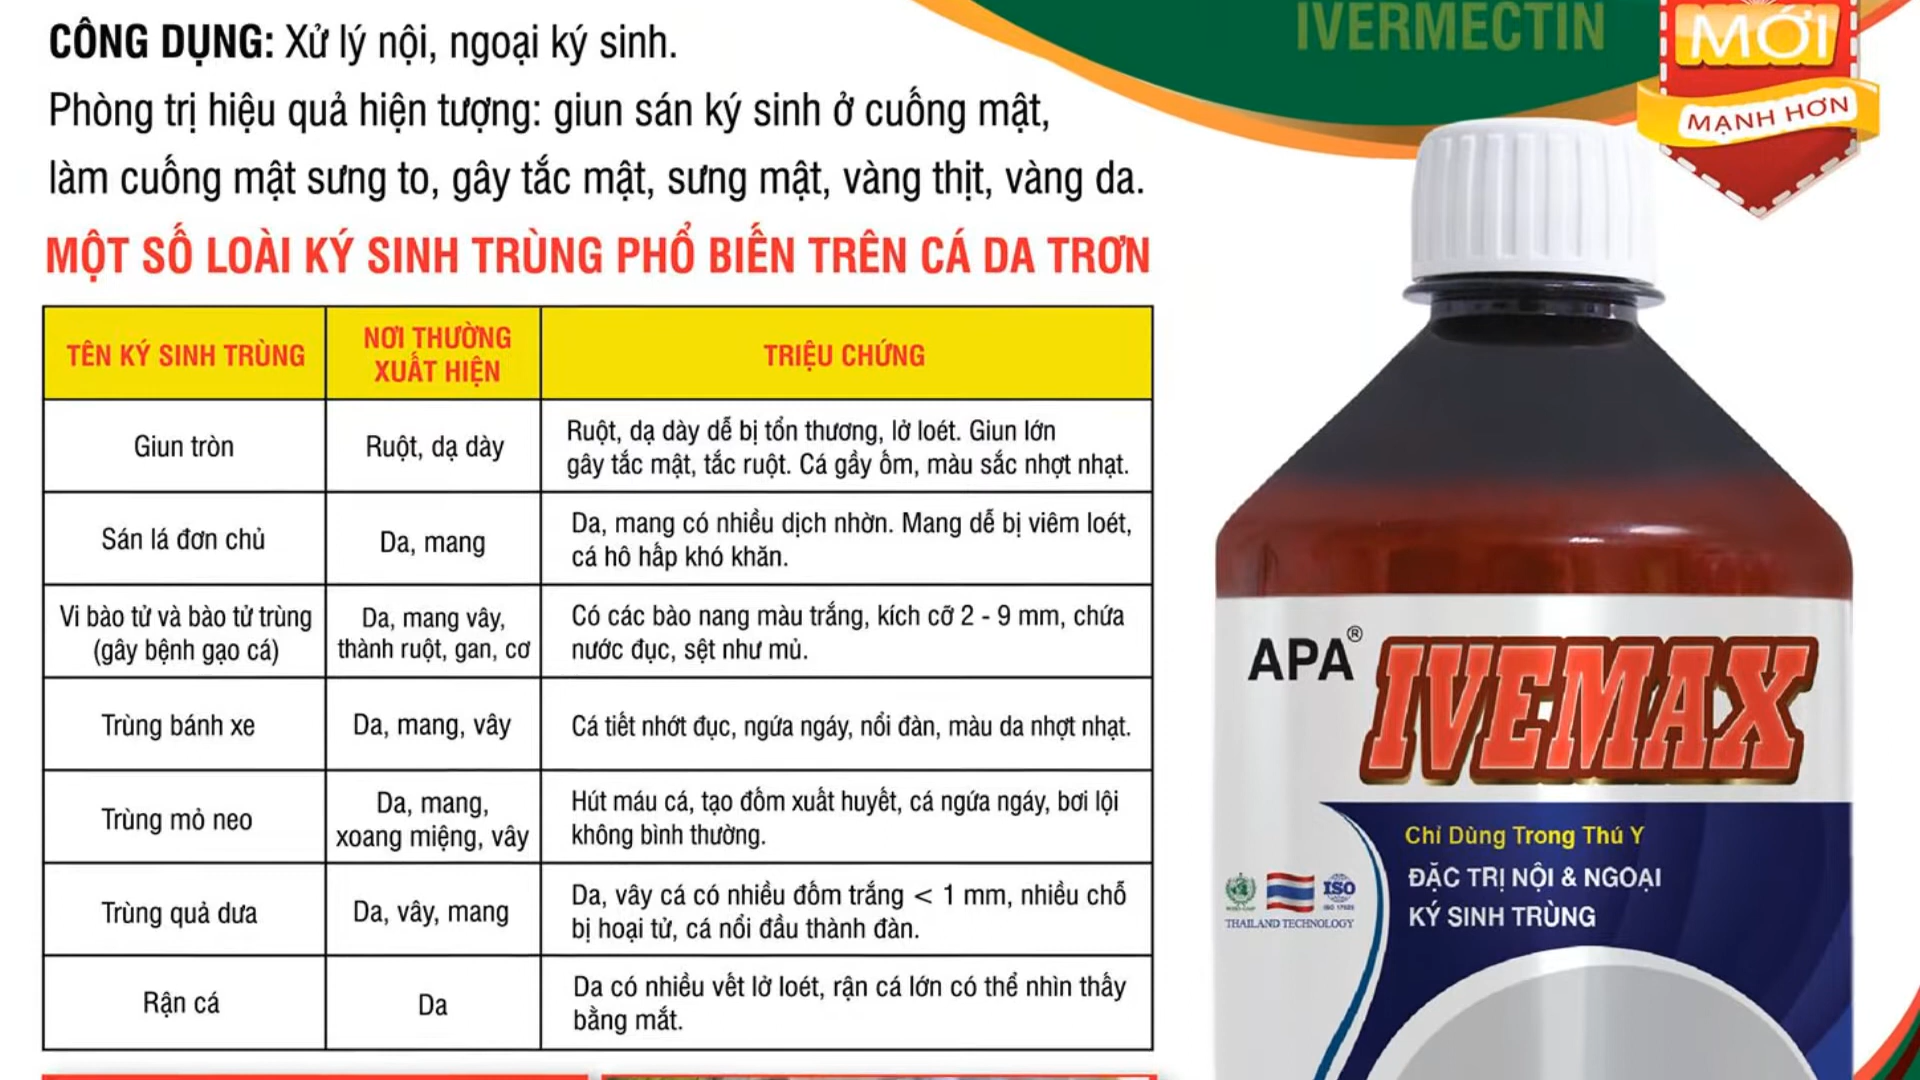 CÔNG DỤNG: Xử lý nội, ngoại ký sinh.
Phòng trị hiệu quả hiện tượng: giun sán ký sinh ở cuống mật,
làm cuống mật sưng to, gây tắc mật, sưng mật, vàng thịt, vàng da.
MỘT SỐ LOÀI KÝ SINH TRÙNG PHỔ BIẾN TRÊN CÁ DA TRƠN
TÊN KÝ SINH TRÙNG
NƠI THƯỜNG
XUẤT HIỆN
TRIỆU CHỨNG
Giun tròn
Ruột, dạ dày
Ruột, dạ dày dễ bị tổn thương, lở loét. Giun lớn
gây tắc mật, tắc ruột. Cá gầy ốm, màu sắc nhợt nhạt.
Sán lá đơn chủ
Da, mang
Da, mang có nhiều dịch nhờn. Mang dễ bị viêm loét,
cá hô hấp khó khăn.
Vi bào tử và bào tử trùng
(gây bệnh gạo cá)
Da, mang vây,
thành ruột, gan, cơ
Có các bào nang màu trắng, kích cỡ 2 - 9 mm, chứa
nước đục, sệt như mủ.
Trùng bánh xe
Da, mang, vây
Cá tiết nhớt đục, ngứa ngáy, nổi đàn, màu da nhợt nhạt.
Trùng mỏ neo
Da, mang,
xoang miệng, vây
Hút máu cá, tạo đốm xuất huyết, cá ngứa ngáy, bơi lội
không bình thường.
Trùng quả dưa
Da, vây, mang
Da, vây cá có nhiều đốm trắng < 1 mm, nhiều chỗ
bị hoại tử, cá nổi đầu thành đàn.
Rận cá
Da
Da có nhiều vết lở loét, rận cá lớn có thể nhìn thấy
bằng mắt.
IVERMECTIN
MỚI
MẠNH HƠN
APA®
IVEMAX
Chỉ Dùng Trong Thú Y
ĐẶC TRỊ NỘI & NGOẠI
KÝ SINH TRÙNG
ISO
THAILAND TECHNOLOGY